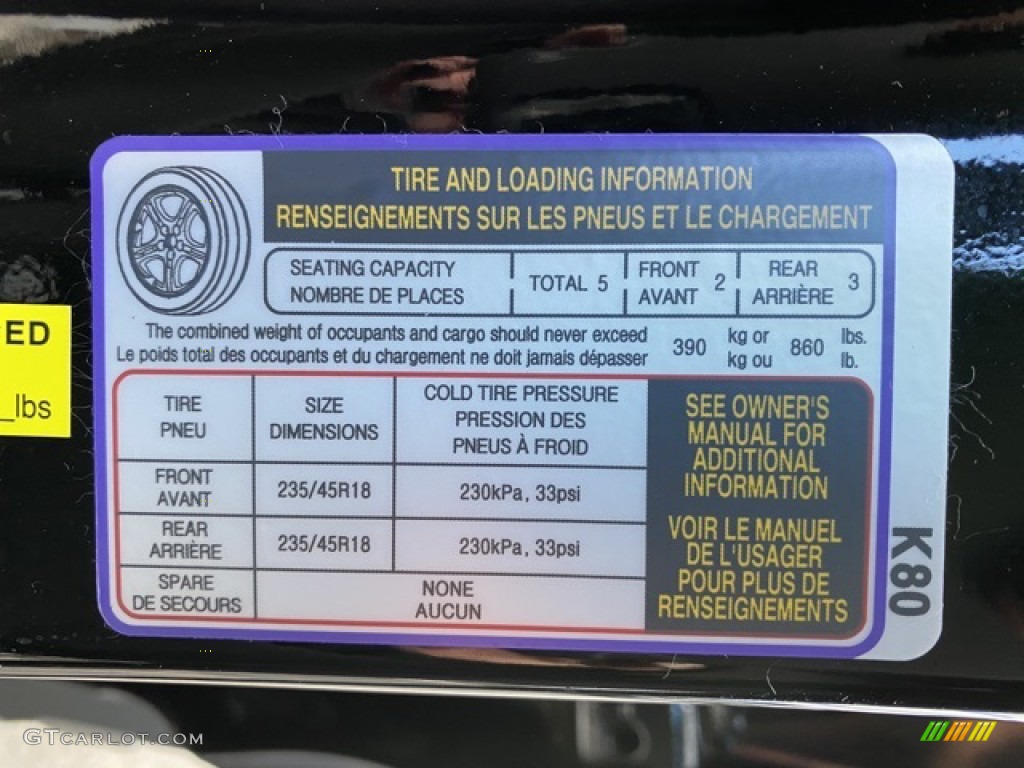 TIRE AND LOADING INFORMATION
RENSEIGNEMENTS SUR LES PNEUS ET LE CHARGEMENT
SEATING CAPACITY
NOMBRE DE PLACES
TOTAL 5
FRONT
AVANT
2
REAR
ARRIÈRE
3
The combined weight of occupants and cargo should never exceed
Le poids total des occupants et du chargement ne doit jamais dépasser
390
kg or
kg ou
860
lbs.
lb.
TIRE
PNEU
SIZE
DIMENSIONS
COLD TIRE PRESSURE
PRESSION DES
PNEUS À FROID
FRONT
AVANT
235/45R18
230kPa, 33psi
REAR
ARRIÈRE
235/45R18
230kPa, 33psi
SPARE
DE SECOURS
NONE
AUCUN
SEE OWNER'S
MANUAL FOR
ADDITIONAL
INFORMATION
VOIR LE MANUEL
DE L'USAGER
POUR PLUS DE
RENSEIGNEMENTS
K80
ED
_lbs
GTCARLOT.COM